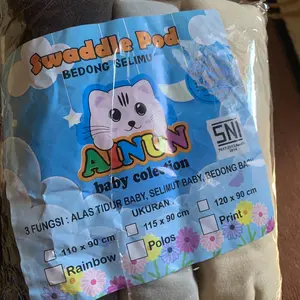 Swaddle Pod
BEDONG SELIMUT
AINUN
baby colection
SNI
3 FUNGSI : ALAS TIDUR BABY, SELIMUT BABY, BEDONG BA
UKURAN :
110 x 90 cm
115 x 90 cm
120 x 90 cm
Rainbow
Polos
Print